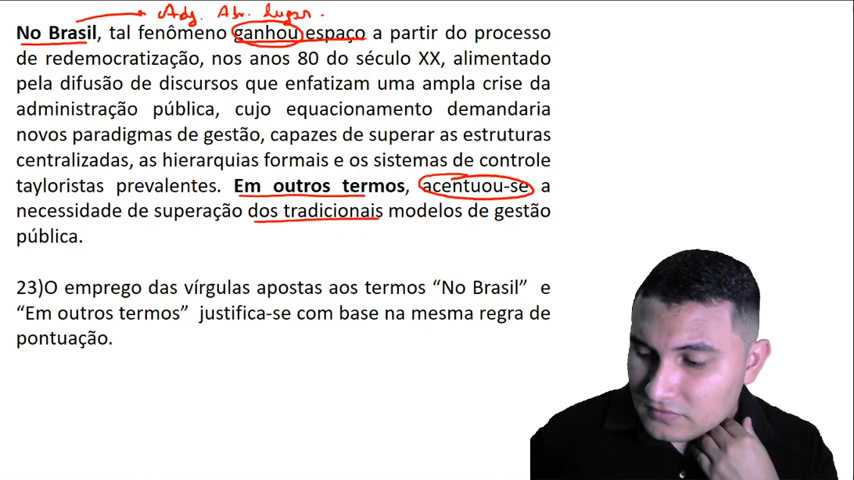 Adj. Abv. Lugar.
No Brasil, tal fenômeno ganhou espaço a partir do processo
de redemocratização, nos anos 80 do século XX, alimentado
pela difusão de discursos que enfatizam uma ampla crise da
administração pública, cujo equacionamento demandaria
novos paradigmas de gestão, capazes de superar as estruturas
centralizadas, as hierarquias formais e os sistemas de controle
tayloristas prevalentes. Em outros termos, acentuou-se a
necessidade de superação dos tradicionais modelos de gestão
pública.
23)O emprego das vírgulas apostas aos termos “No Brasil” e
“Em outros termos” justifica-se com base na mesma regra de
pontuação.